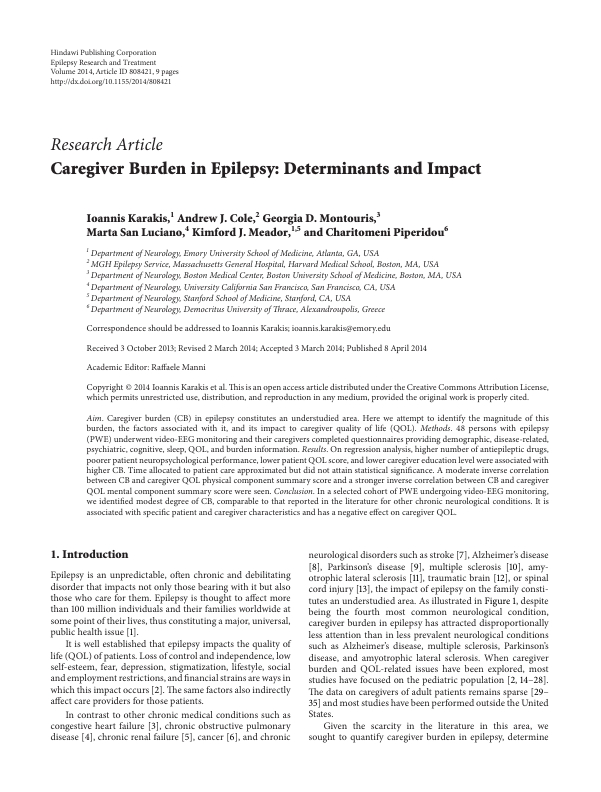 Hindawi Publishing Corporation
Epilepsy Research and Treatment
Volume 2014, Article ID 808421, 9 pages
http://dx.doi.org/10.1155/2014/808421
Research Article
Caregiver Burden in Epilepsy: Determinants and Impact
Ioannis Karakis,1 Andrew J. Cole,2 Georgia D. Montouris,3
Marta San Luciano,4 Kimford J. Meador,1,5 and Charitomeni Piperidou6
1 Department of Neurology, Emory University School of Medicine, Atlanta, GA, USA
2 MGH Epilepsy Service, Massachusetts General Hospital, Harvard Medical School, Boston, MA, USA
3 Department of Neurology, Boston Medical Center, Boston University School of Medicine, Boston, MA, USA
4 Department of Neurology, University California San Francisco, San Francisco, CA, USA
5 Department of Neurology, Stanford School of Medicine, Stanford, CA, USA
6 Department of Neurology, Democritus University of Thrace, Alexandroupolis, Greece
Correspondence should be addressed to Ioannis Karakis; ioannis.karakis@emory.edu
Received 3 October 2013; Revised 2 March 2014; Accepted 3 March 2014; Published 8 April 2014
Academic Editor: Raffaele Manni
Copyright © 2014 Ioannis Karakis et al. This is an open access article distributed under the Creative Commons Attribution License,
which permits unrestricted use, distribution, and reproduction in any medium, provided the original work is properly cited.
Aim. Caregiver burden (CB) in epilepsy constitutes an understudied area. Here we attempt to identify the magnitude of this
burden, the factors associated with it, and its impact to caregiver quality of life (QOL). Methods. 48 persons with epilepsy
(PWE) underwent video-EEG monitoring and their caregivers completed questionnaires providing demographic, disease-related,
psychiatric, cognitive, sleep, QOL, and burden information. Results. On regression analysis, higher number of antiepileptic drugs,
poorer patient neuropsychological performance, lower patient QOL score, and lower caregiver education level were associated with
higher CB. Time allocated to patient care approximated but did not attain statistical significance. A moderate inverse correlation
between CB and caregiver QOL physical component summary score and a stronger inverse correlation between CB and caregiver
QOL mental component summary score were seen. Conclusion. In a selected cohort of PWE undergoing video-EEG monitoring,
we identified modest degree of CB, comparable to that reported in the literature for other chronic neurological conditions. It is
associated with specific patient and caregiver characteristics and has a negative effect on caregiver QOL.
1. Introduction
Epilepsy is an unpredictable, often chronic and debilitating
disorder that impacts not only those bearing with it but also
those who care for them. Epilepsy is thought to affect more
than 100 million individuals and their families worldwide at
some point of their lives, thus constituting a major, universal,
public health issue [1].
It is well established that epilepsy impacts the quality of
life (QOL) of patients. Loss of control and independence, low
self-esteem, fear, depression, stigmatization, lifestyle, social
and employment restrictions, and financial strains are ways in
which this impact occurs [2]. The same factors also indirectly
affect care providers for those patients.
In contrast to other chronic medical conditions such as
congestive heart failure [3], chronic obstructive pulmonary
disease [4], chronic renal failure [5], cancer [6], and chronic
neurological disorders such as stroke [7], Alzheimer's disease
[8], Parkinson's disease [9], multiple sclerosis [10], amy-
otrophic lateral sclerosis [11], traumatic brain [12], or spinal
cord injury [13], the impact of epilepsy on the family consti-
tutes an understudied area. As illustrated in Figure 1, despite
being the fourth most common neurological condition,
caregiver burden in epilepsy has attracted disproportionally
less attention than in less prevalent neurological conditions
such as Alzheimer's disease, multiple sclerosis, Parkinson's
disease, and amyotrophic lateral sclerosis. When caregiver
burden and QOL-related issues have been explored, most
studies have focused on the pediatric population [2, 14–28].
The data on caregivers of adult patients remains sparse [29–
35] and most studies have been performed outside the United
States.
Given the scarcity in the literature in this area, we
sought to quantify caregiver burden in epilepsy, determine